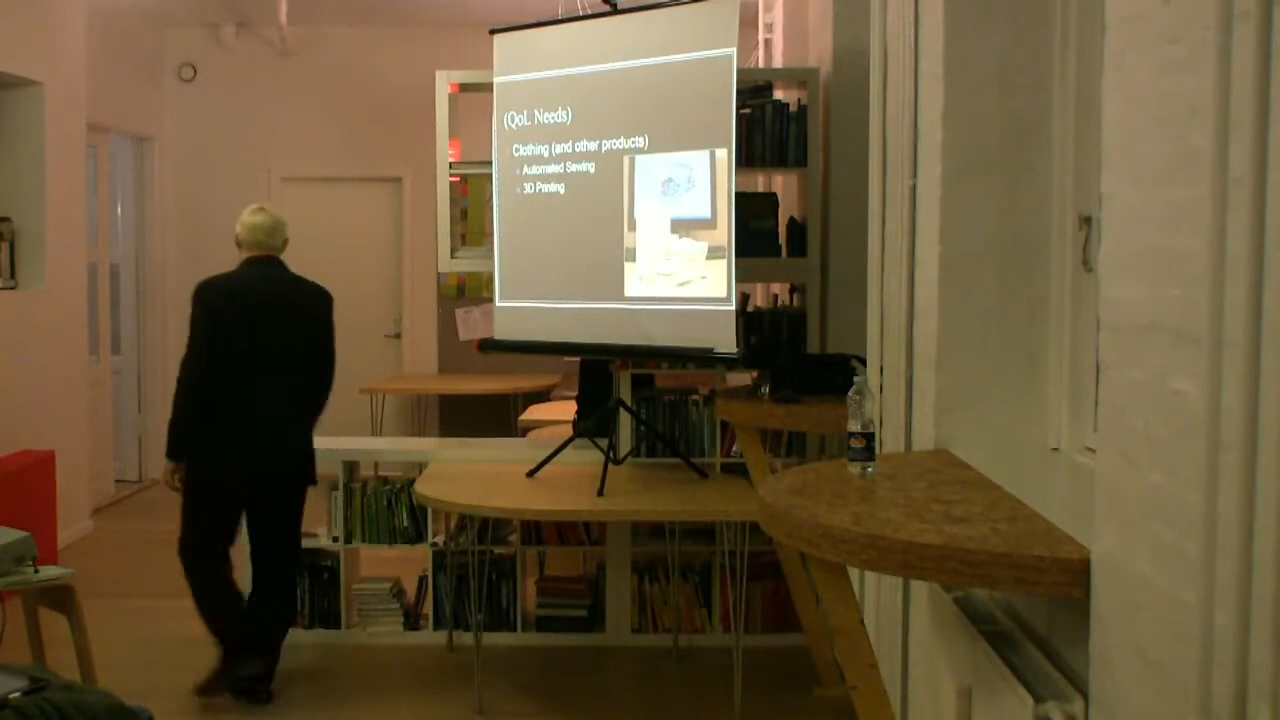 (QoL Needs)
Clothing (and other products)
Automated Sewing
3D Printing